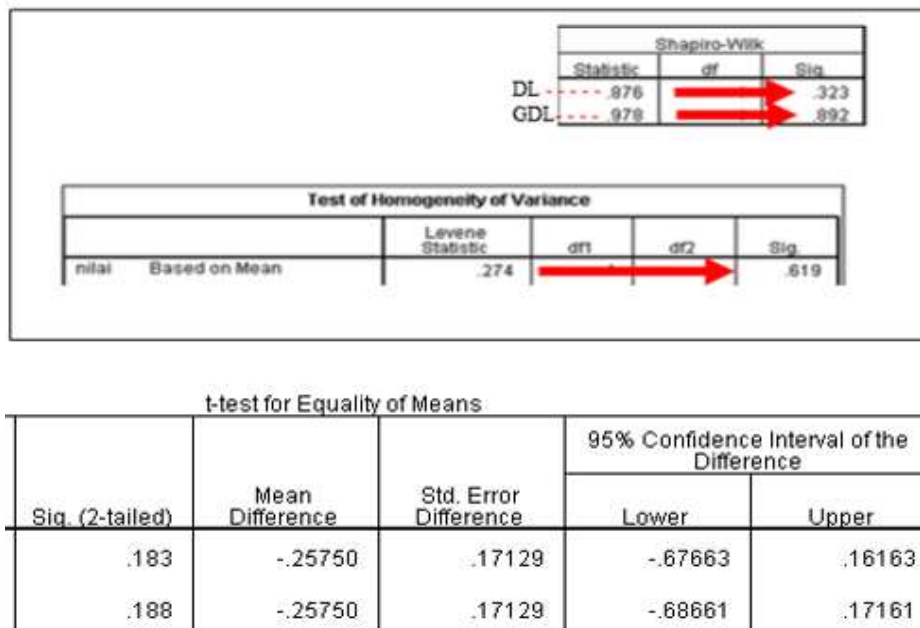 Shapiro-Wilk
Statistic df Sig.
DL .876 .323
GDL .978 .892
Test of Homogeneity of Variance
Levene Statistic df1 df2 Sig.
nilai Based on Mean .274 .619
t-test for Equality of Means
95% Confidence Interval of the Difference
Sig. (2-tailed) Mean Difference Std. Error Difference Lower Upper
.183 -.25750 .17129 -.67663 .16163
.188 -.25750 .17129 -.68661 .17161